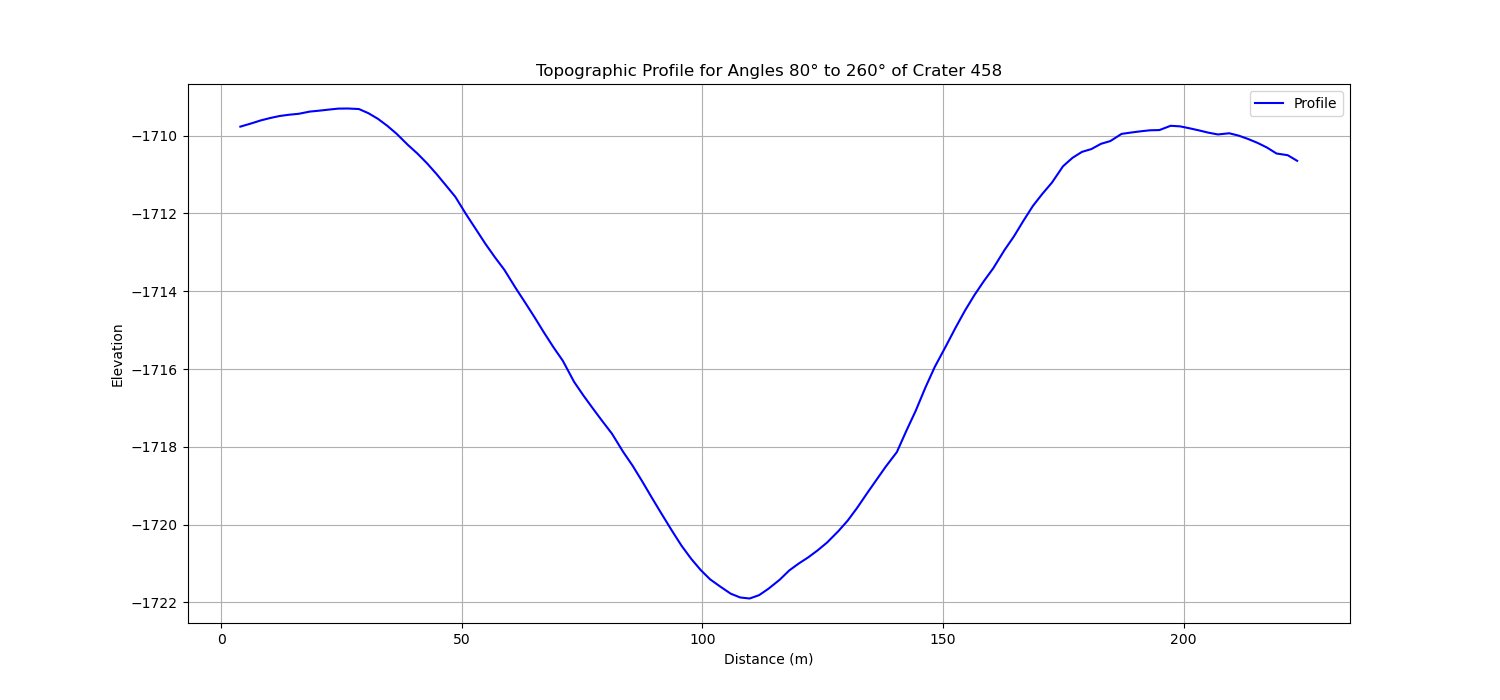 Topographic Profile for Angles 80° to 260° of Crater 458
Profile
−1710
−1712
−1714
−1716
−1718
−1720
−1722
Elevation
0 50 100 150 200
Distance (m)